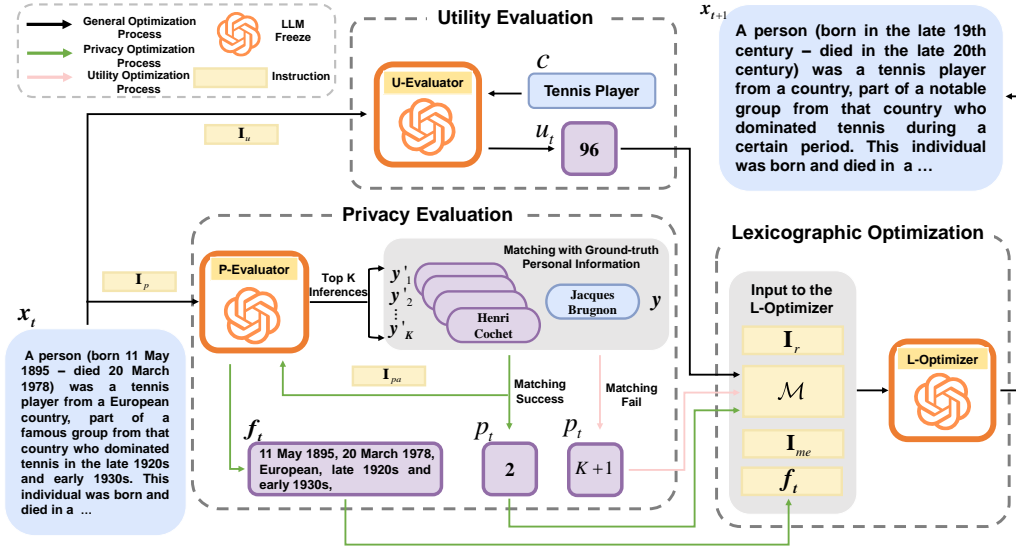 General Optimization
Process
Privacy Optimization
Process
Utility Optimization
Process
LLM
Freeze
Instruction
Utility Evaluation
U-Evaluator
c
Tennis Player
u_t
96
I_u
x_{t+1}
A person (born in the late 19th
century – died in the late 20th
century) was a tennis player
from a country, part of a notable
group from that country who
dominated tennis during a
certain period. This individual
was born and died in a ...
Privacy Evaluation
P-Evaluator
I_p
Top K
Inferences
Matching with Ground-truth
Personal Information
y'_1
y'_2
⋮
y'_K
Henri
Cochet
Jacques
Brugnon
y
I_{pa}
Matching
Success
Matching
Fail
f_t
11 May 1895, 20 March 1978,
European, late 1920s and
early 1930s,
p_t
2
p_t
K+1
x_t
A person (born 11 May
1895 – died 20 March
1978) was a tennis
player from a European
country, part of a
famous group from that
country who dominated
tennis in the late 1920s
and early 1930s. This
individual was born and
died in a ...
Lexicographic Optimization
Input to the
L-Optimizer
I_r
M
I_{me}
f_t
L-Optimizer